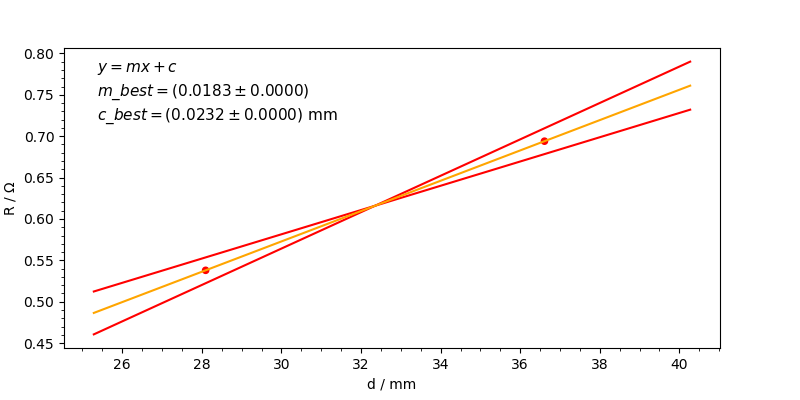 y = mx + c
m_best = (0.0183 ± 0.0000)
c_best = (0.0232 ± 0.0000) mm
0.80
0.75
0.70
0.65
0.60
0.55
0.50
0.45
R / Ω
26 28 30 32 34 36 38 40
d / mm